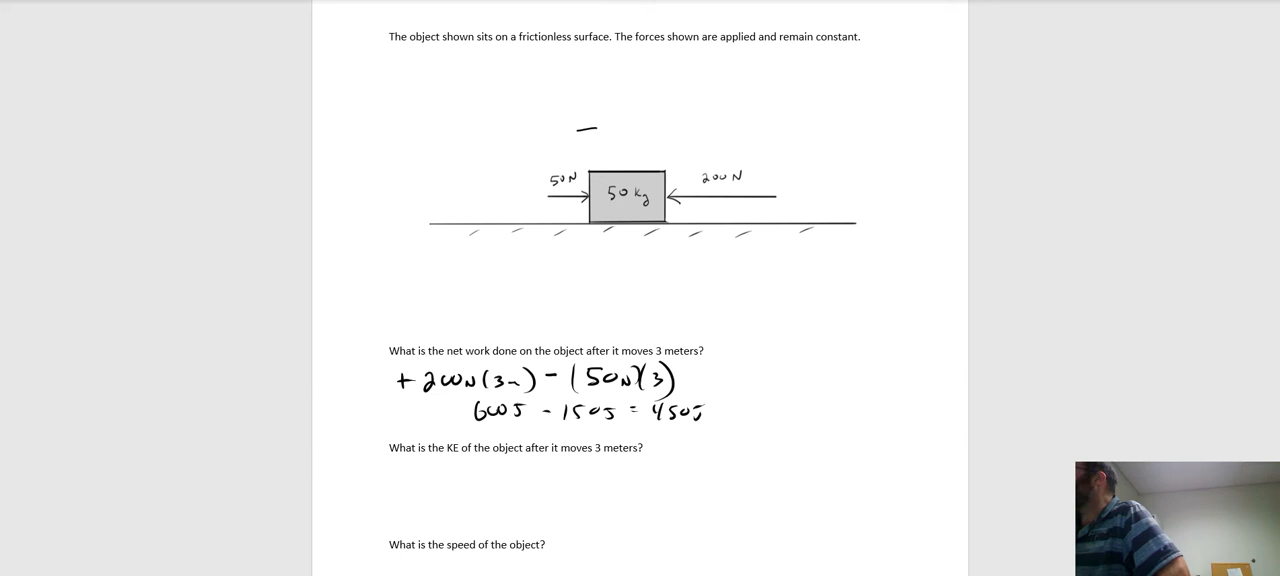 The object shown sits on a frictionless surface. The forces shown are applied and remain constant.
50N 50 kg 200 N
What is the net work done on the object after it moves 3 meters?
+ 200N (3m) - (50N)(3)
600J - 150J = 450J
What is the KE of the object after it moves 3 meters?
What is the speed of the object?